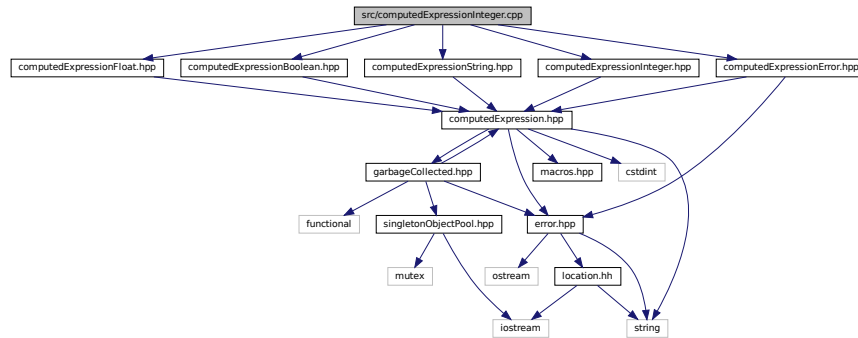 src/computedExpressionInteger.cpp
computedExpressionFloat.hpp
computedExpressionBoolean.hpp
computedExpressionString.hpp
computedExpressionInteger.hpp
computedExpressionError.hpp
computedExpression.hpp
garbageCollected.hpp
macros.hpp
cstdint
functional
singletonObjectPool.hpp
error.hpp
mutex
ostream
location.hh
iostream
string